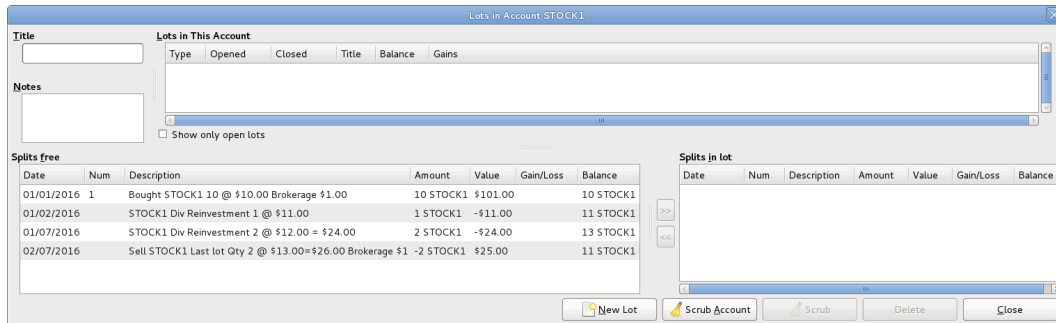 Lots in Account STOCK1
Title
Lots in This Account
Type Opened Closed Title Balance Gains
Notes
Show only open lots
Splits free
Date Num Description Amount Value Gain/Loss Balance
01/01/2016 1 Bought STOCK1 10 @ $10.00 Brokerage $1.00 10 STOCK1 $101.00 10 STOCK1
01/02/2016 STOCK1 Div Reinvestment 1 @ $11.00 1 STOCK1 -$11.00 11 STOCK1
01/07/2016 STOCK1 Div Reinvestment 2 @ $12.00 = $24.00 2 STOCK1 -$24.00 13 STOCK1
02/07/2016 Sell STOCK1 Last lot Qty 2 @ $13.00=$26.00 Brokerage $1 -2 STOCK1 $25.00 11 STOCK1
>>
<<
Splits in lot
Date Num Description Amount Value Gain/Loss Balance
New Lot Scrub Account Scrub Delete Close